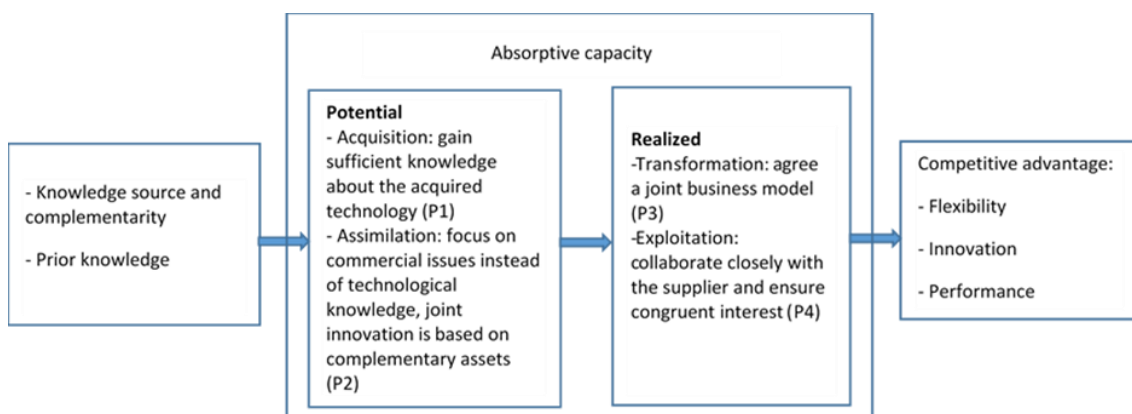 Absorptive capacity
- Knowledge source and
complementarity
- Prior knowledge
Potential
- Acquisition: gain
sufficient knowledge
about the acquired
technology (P1)
- Assimilation: focus on
commercial issues instead
of technological
knowledge, joint
innovation is based on
complementary assets
(P2)
Realized
-Transformation: agree
a joint business model
(P3)
-Exploitation:
collaborate closely with
the supplier and ensure
congruent interest (P4)
Competitive advantage:
- Flexibility
- Innovation
- Performance